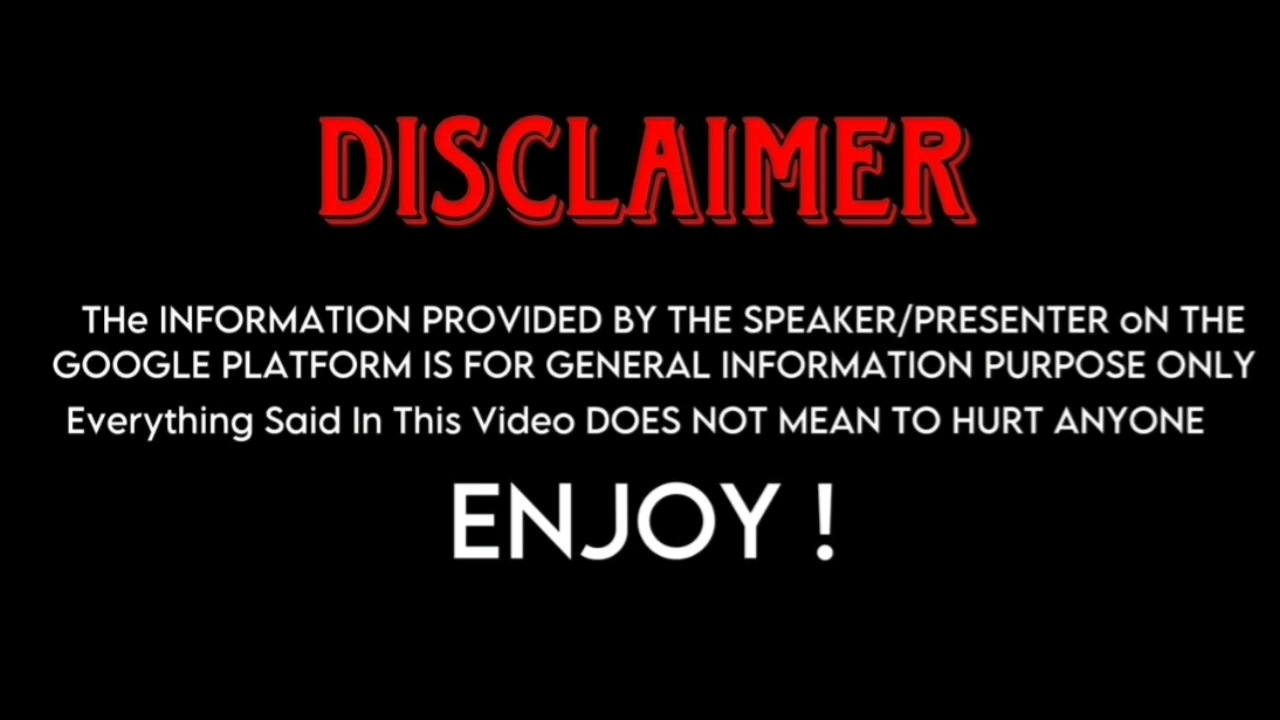 DISCLAIMER
THe INFORMATION PROVIDED BY THE SPEAKER/PRESENTER oN THE
GOOGLE PLATFORM IS FOR GENERAL INFORMATION PURPOSE ONLY
Everything Said In This Video DOES NOT MEAN TO HURT ANYONE
ENJOY !